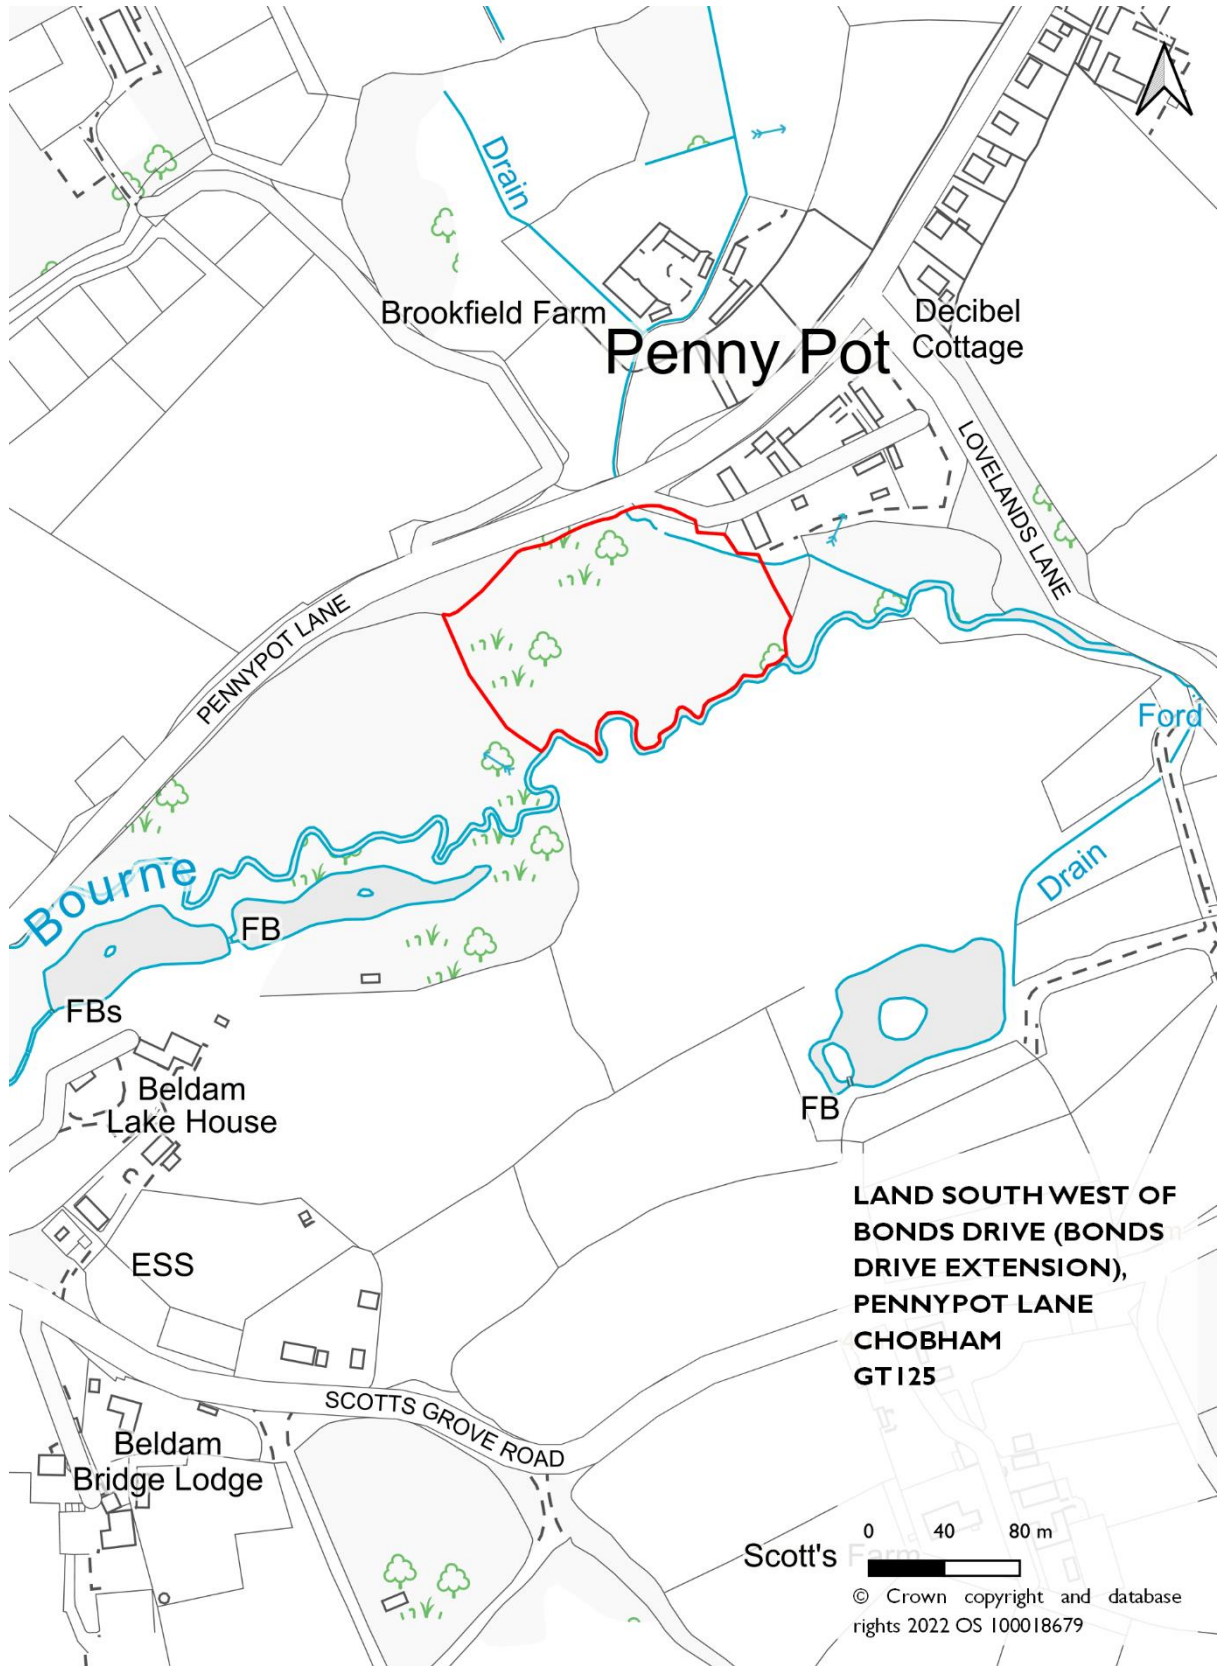 Drain
Brookfield Farm
Penny Pot
Decibel
Cottage
LOVELANDS LANE
PENNYPOT LANE
Ford
Drain
Bourne
FB
FBs
Beldam
Lake House
FB
ESS
LAND SOUTH WEST OF
BONDS DRIVE (BONDS
DRIVE EXTENSION),
PENNYPOT LANE
CHOBHAM
GT125
SCOTTS GROVE ROAD
Beldam
Bridge Lodge
Scott's Farm
0 40 80 m
© Crown copyright and database
rights 2022 OS 100018679